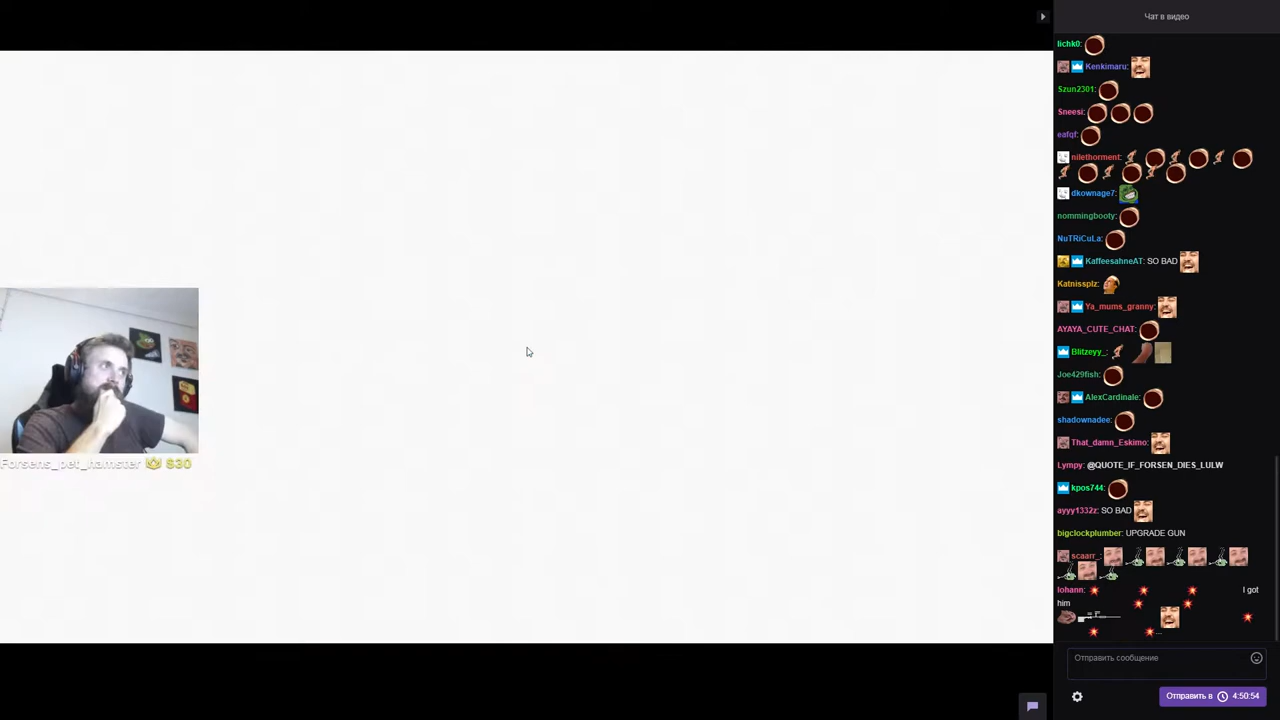 Чат в видео
lichk0:
Kenkimaru:
Szun2301:
Sneesi:
eafqf:
nilethorment:
dkownage7:
nommingbooty:
NuTRiCuLa:
KaffeesahneAT: SO BAD
Katnissplz:
Ya_mums_granny:
AYAYA_CUTE_CHAT:
Blitzeyy_:
Joe429fish:
AlexCardinale:
shadownadee:
That_damn_Eskimo:
Forsens_pet_hamster $30
Lympy: @QUOTE_IF_FORSEN_DIES_LULW
kpos744:
ayyy1332z: SO BAD
bigclockplumber: UPGRADE GUN
scaarr_:
lohann: I got
him
...
Отправить сообщение
Отправить в 4:50:54